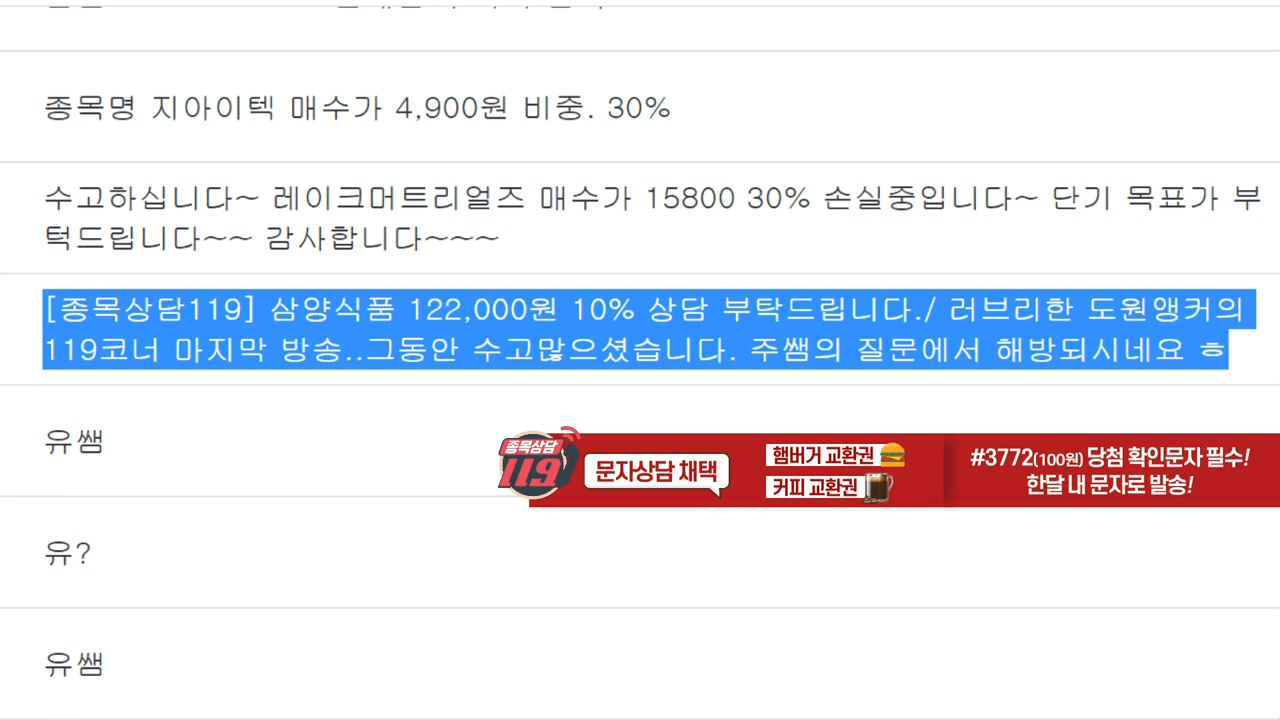 종목명 지아이텍 매수가 4,900원 비중. 30%
수고하십니다~ 레이크머트리얼즈 매수가 15800 30% 손실중입니다~ 단기 목표가 부
턱드립니다~~ 감사합니다~~~
[종목상담119] 삼양식품 122,000원 10% 상담 부탁드립니다./ 러브리한 도원앵커의
119코너 마지막 방송..그동안 수고많으셨습니다. 주쌤의 질문에서 해방되시네요 ㅎ
유쌤
종목상담
119
문자상담 채택
햄버거 교환권
커피 교환권
#3772(100원) 당첨 확인문자 필수!
한달 내 문자로 발송!
유?
유쌤